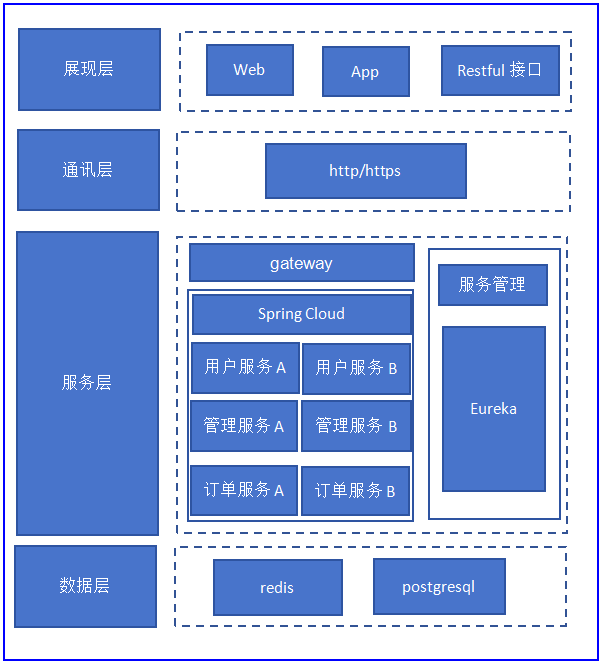 展现层
Web
App
Restful 接口
通讯层
http/https
服务层
gateway
Spring Cloud
用户服务 A
用户服务 B
管理服务 A
管理服务 B
订单服务 A
订单服务 B
服务管理
Eureka
数据层
redis
postgresql